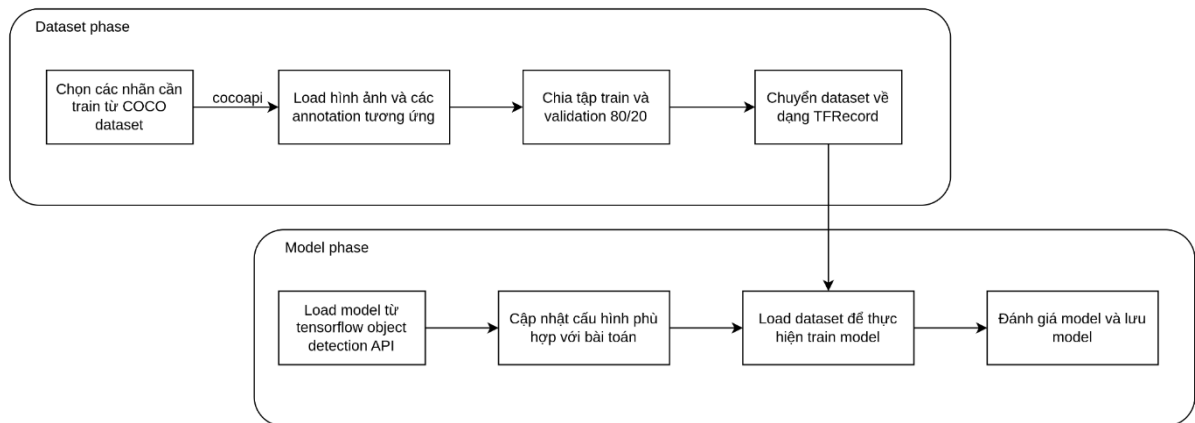 Dataset phase
Chọn các nhãn cần
train từ COCO
dataset
cocoapi
Load hình ảnh và các
annotation tương ứng
Chia tập train và
validation 80/20
Chuyển dataset về
dạng TFRecord
Model phase
Load model từ
tensorflow object
detection API
Cập nhật cấu hình phù
hợp với bài toán
Load dataset để thực
hiện train model
Đánh giá model và lưu
model